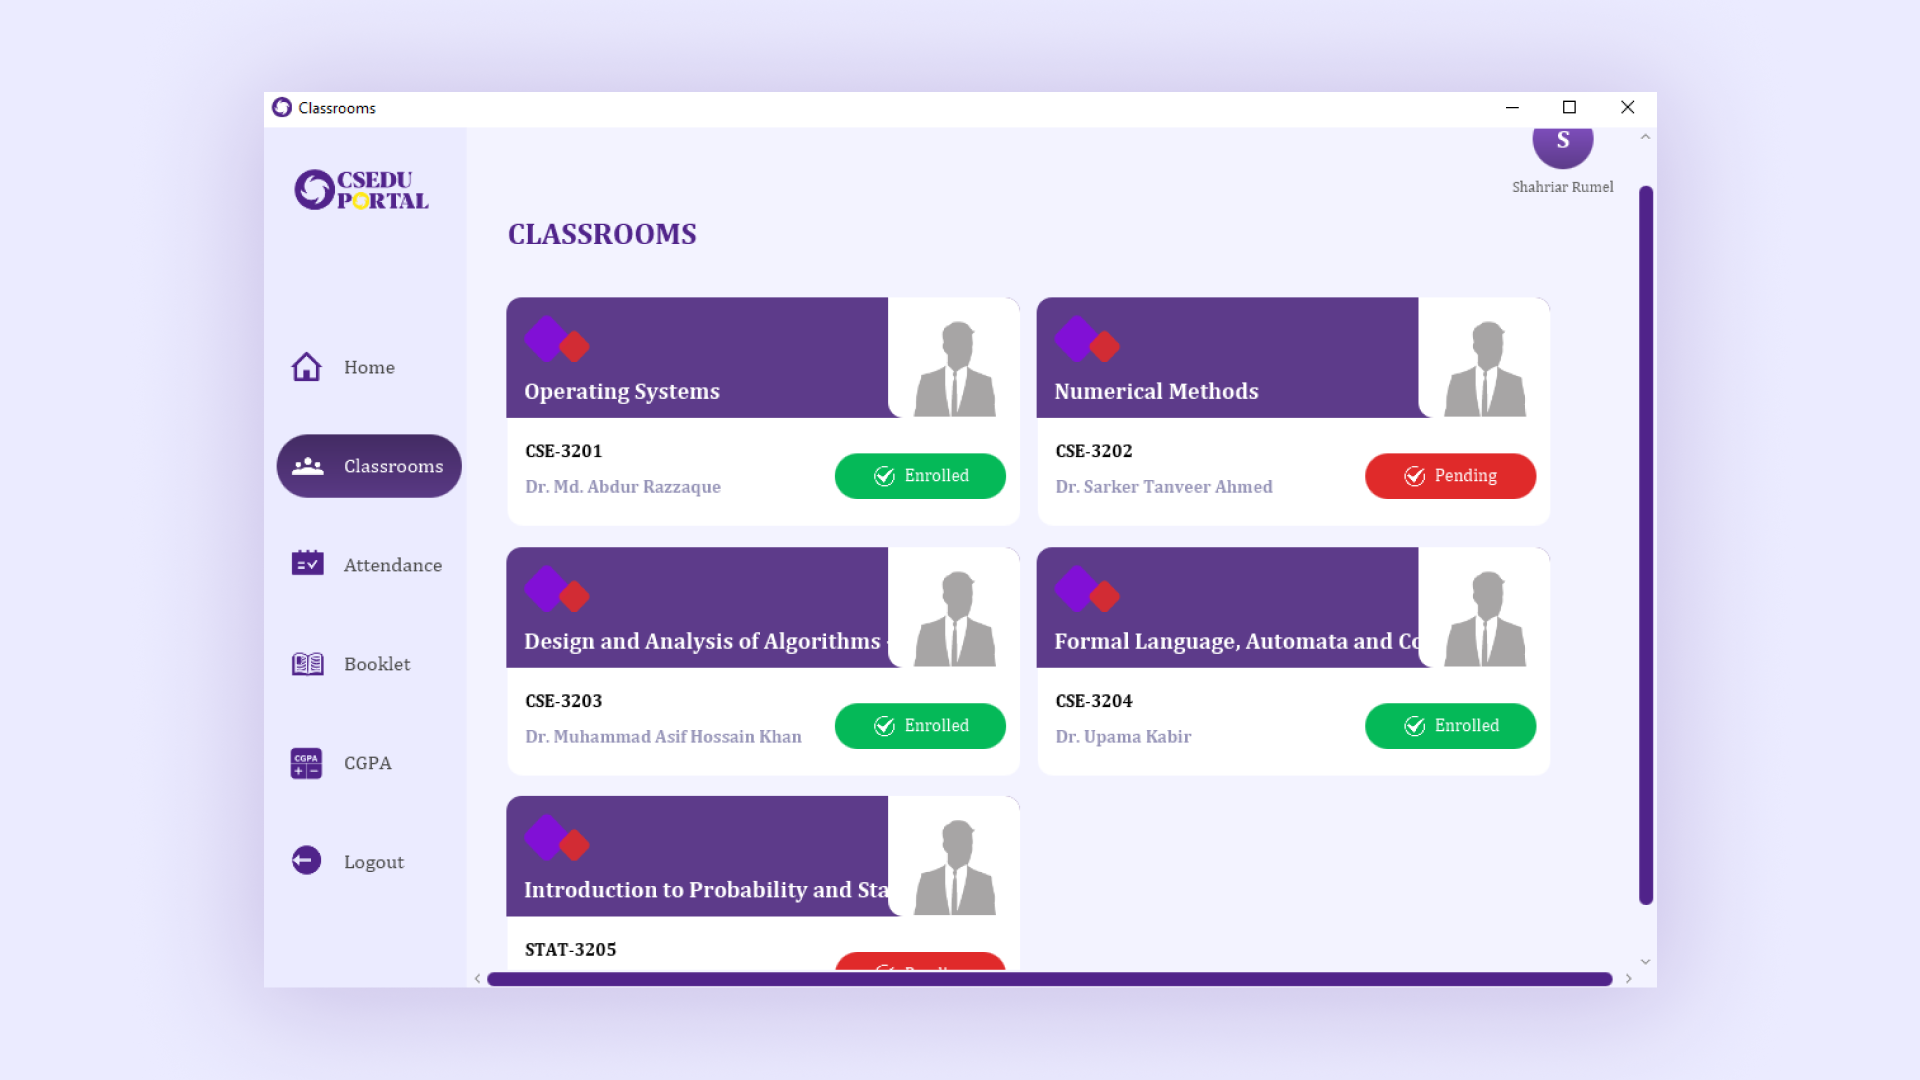 Classrooms
CSEDU
PORTAL
S
Shahriar Rumel
CLASSROOMS
Home
Classrooms
Attendance
Booklet
CGPA
CGPA
Logout
Operating Systems
CSE-3201
Dr. Md. Abdur Razzaque
Enrolled
Numerical Methods
CSE-3202
Dr. Sarker Tanveer Ahmed
Pending
Design and Analysis of Algorithms -
CSE-3203
Dr. Muhammad Asif Hossain Khan
Enrolled
Formal Language, Automata and Co
CSE-3204
Dr. Upama Kabir
Enrolled
Introduction to Probability and Sta
STAT-3205